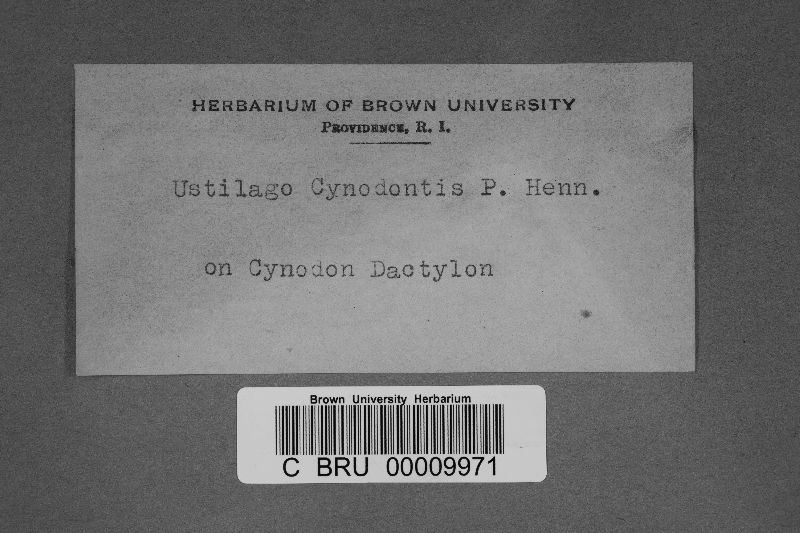 HERBARIUM OF BROWN UNIVERSITY
PROVIDENCE, R. I.
Ustilago Cynodontis P. Henn.
on Cynodon Dactylon
Brown University Herbarium
C BRU 00009971